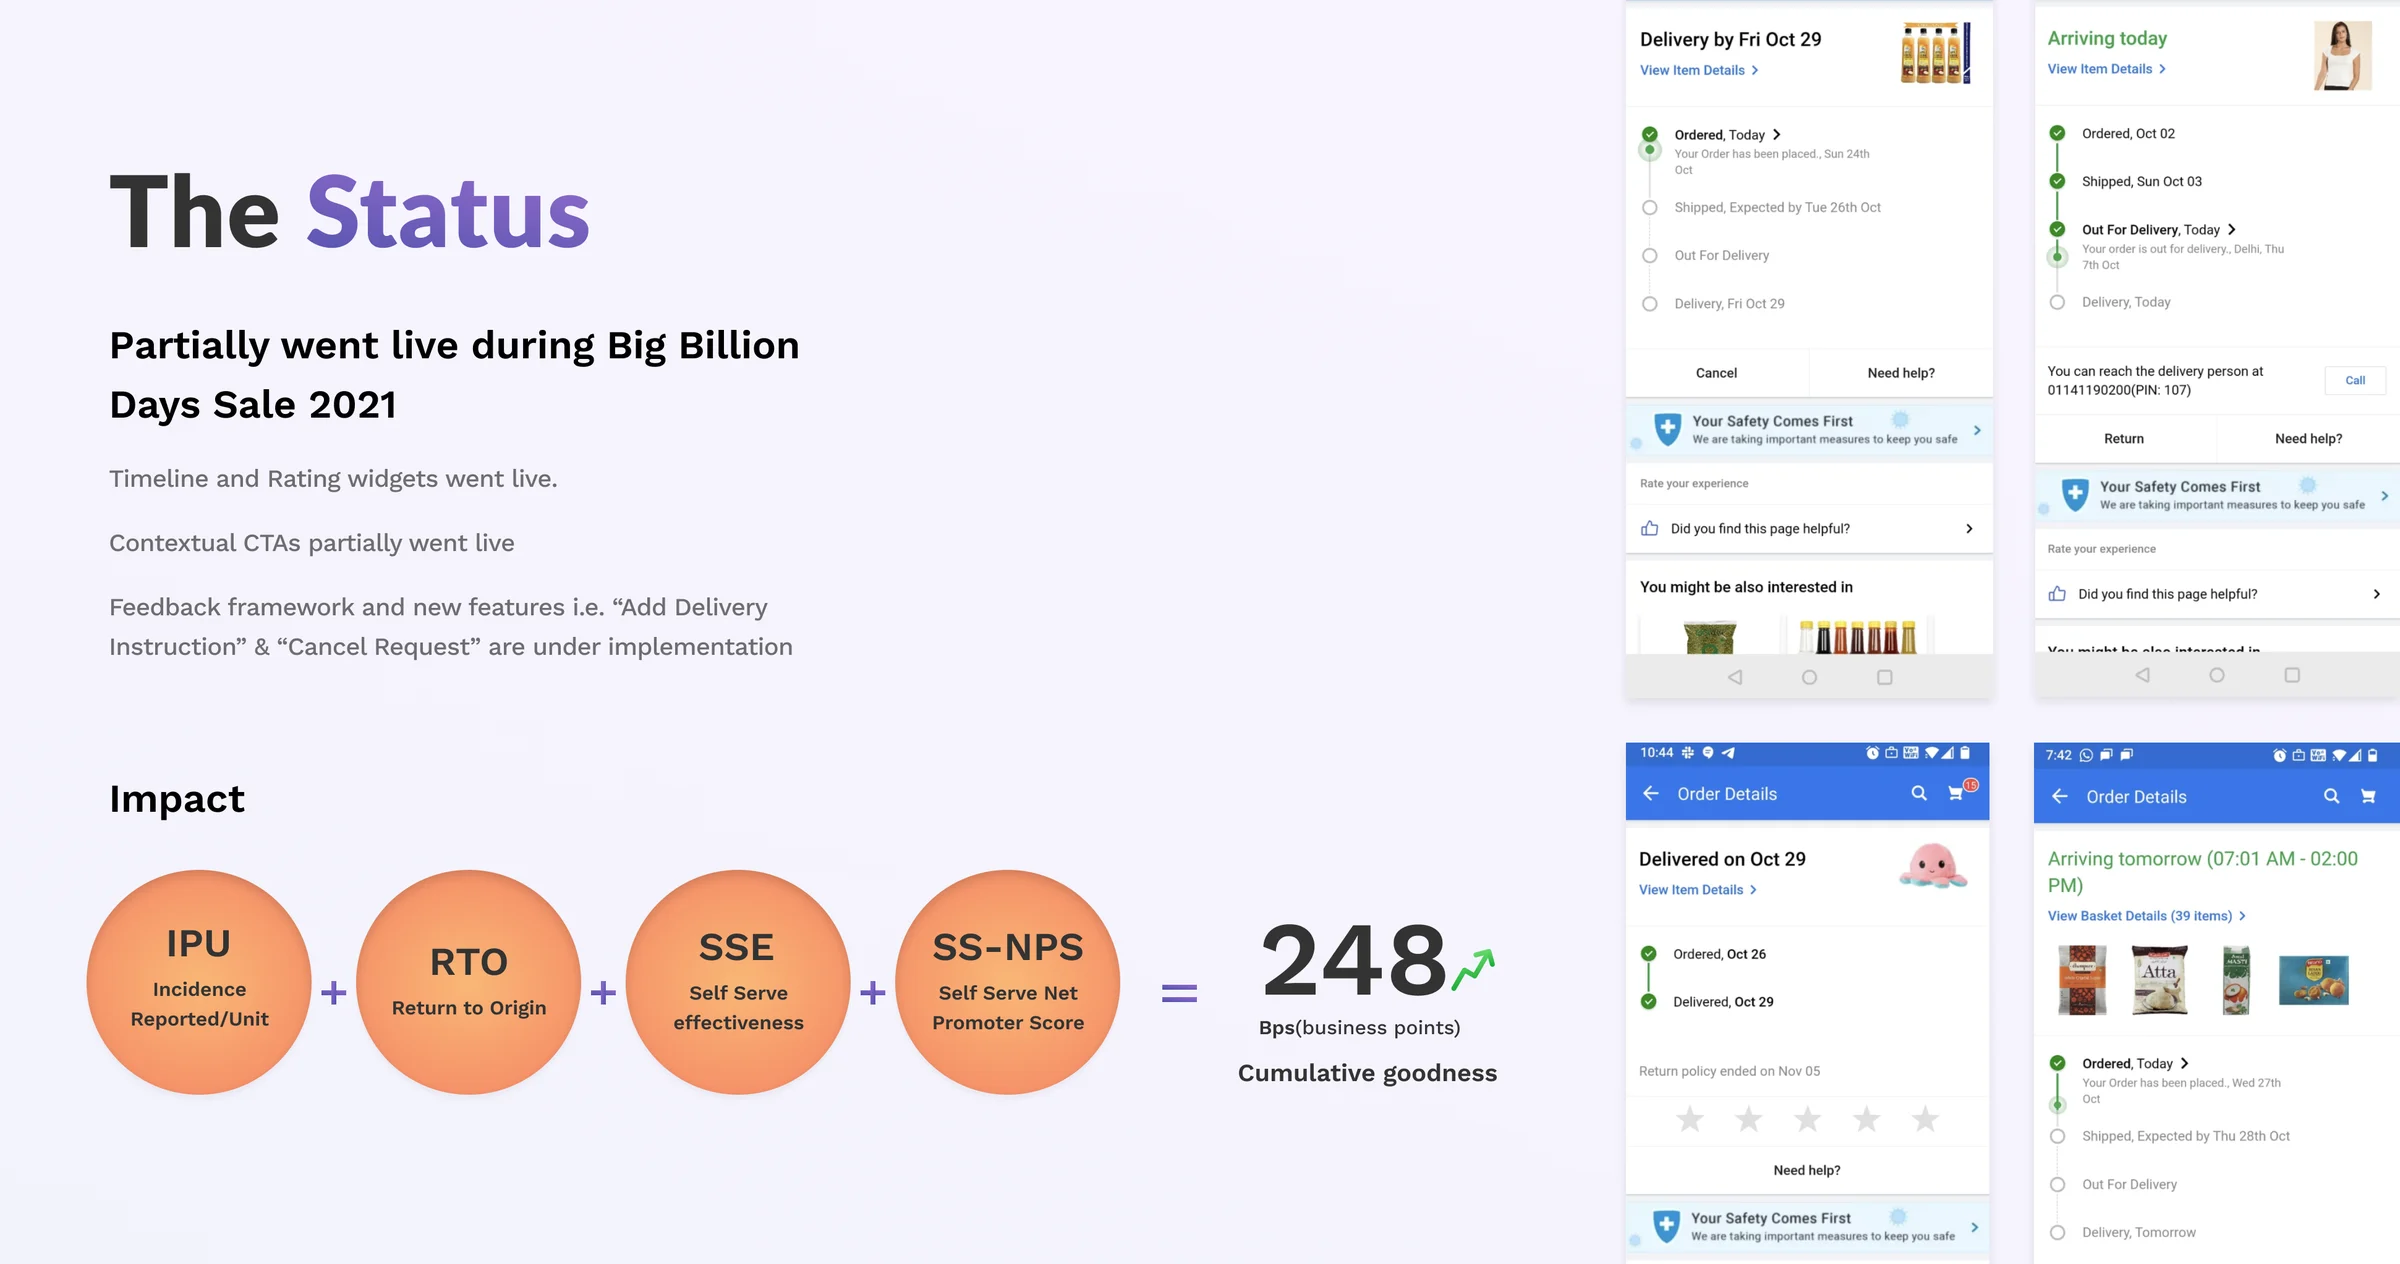 The Status
Partially went live during Big Billion
Days Sale 2021
Timeline and Rating widgets went live.
Contextual CTAs partially went live
Feedback framework and new features i.e. “Add Delivery
Instruction” & “Cancel Request” are under implementation
Impact
IPU
Incidence
Reported/Unit
+
RTO
Return to Origin
+
SSE
Self Serve
effectiveness
+
SS-NPS
Self Serve Net
Promoter Score
=
248
Bps(business points)
Cumulative goodness
Delivery by Fri Oct 29
View Item Details
Ordered, Today
Your Order has been placed., Sun 24th
Oct
Shipped, Expected by Tue 26th Oct
Out For Delivery
Delivery, Fri Oct 29
Cancel
Need help?
Your Safety Comes First
We are taking important measures to keep you safe
Rate your experience
Did you find this page helpful?
You might be also interested in
Arriving today
View Item Details
Ordered, Oct 02
Shipped, Sun Oct 03
Out For Delivery, Today
Your order is out for delivery., Delhi, Thu
7th Oct
Delivery, Today
You can reach the delivery person at
01141190200(PIN: 107)
Call
Return
Need help?
Your Safety Comes First
We are taking important measures to keep you safe
Rate your experience
Did you find this page helpful?
You might be also interested in
10:44
Order Details
15
Delivered on Oct 29
View Item Details
Ordered, Oct 26
Delivered, Oct 29
Return policy ended on Nov 05
Need help?
Your Safety Comes First
We are taking important measures to keep you safe
7:42
Order Details
Arriving tomorrow (07:01 AM - 02:00
PM)
View Basket Details (39 items)
Atta
MASTI
Ordered, Today
Your Order has been placed., Wed 27th
Oct
Shipped, Expected by Thu 28th Oct
Out For Delivery
Delivery, Tomorrow